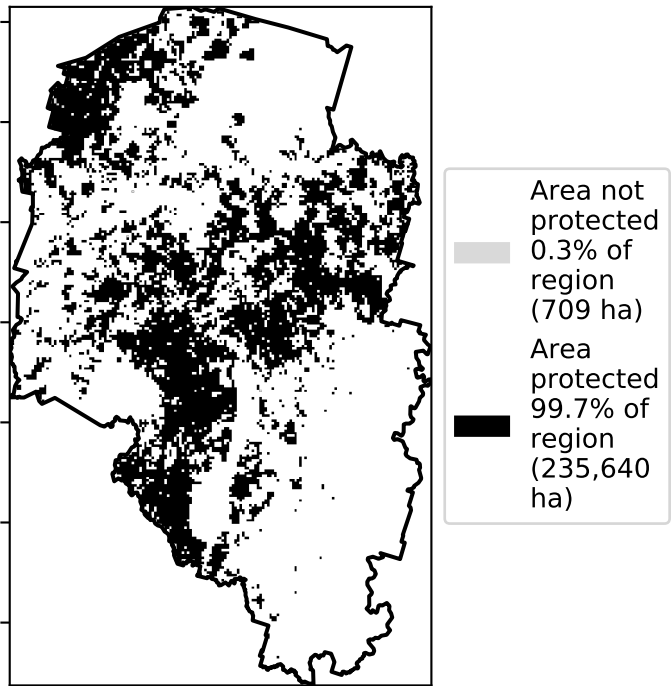 Area not
protected
0.3% of
region
(709 ha)
Area
protected
99.7% of
region
(235,640
ha)